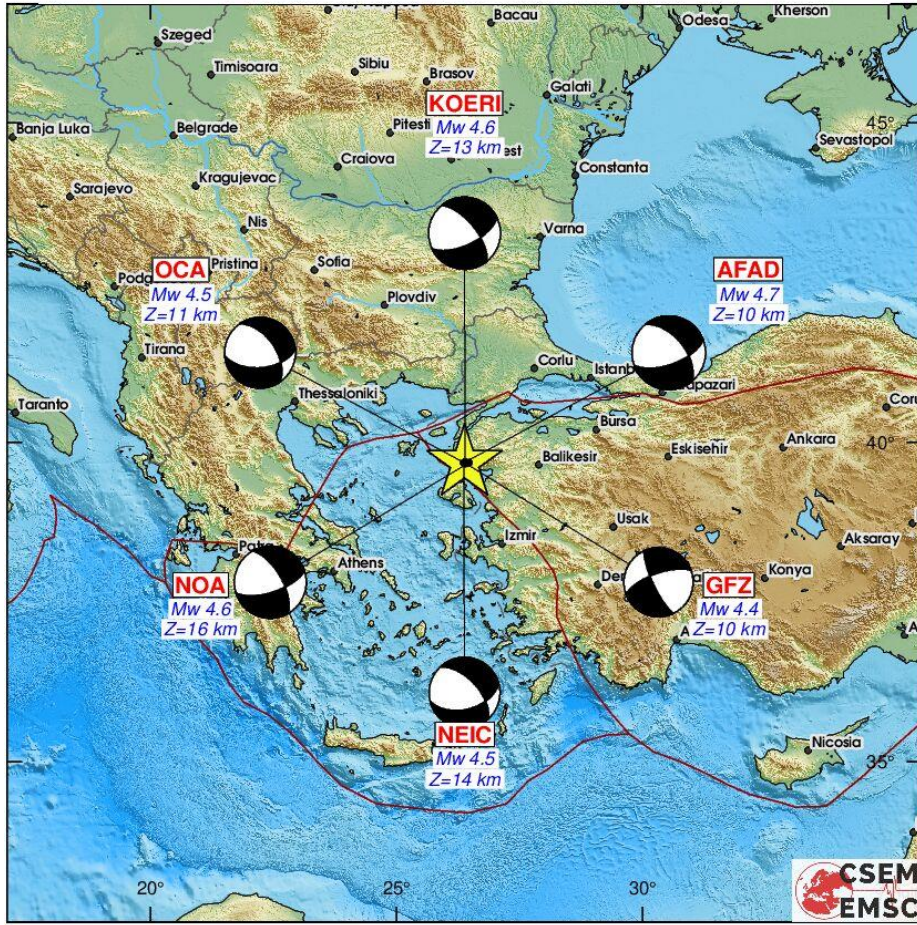 Szeged
Bacau
Odesa
Kherson
Timisoara
Sibiu
Brasov
Galati
KOERI
Mw 4.6
Z=13 km
Banja Luka
Belgrade
Pitesti
45°
Craiova
Sevastopol
Constanta
Kragujevac
Sarajevo
Nis
Varna
OCA
Mw 4.5
Z=11 km
Pristina
Sofia
AFAD
Mw 4.7
Z=10 km
Plovdiv
Tirana
Corlu
Thessaloniki
Taranto
Bursa
40°
Ankara
Eskisehir
Balikesir
Usak
Izmir
Aksaray
Athens
Konya
NOA
Mw 4.6
Z=16 km
GFZ
Mw 4.4
Z=10 km
NEIC
Mw 4.5
Z=14 km
Nicosia
35°
20°
25°
30°
CSEM
EMSC